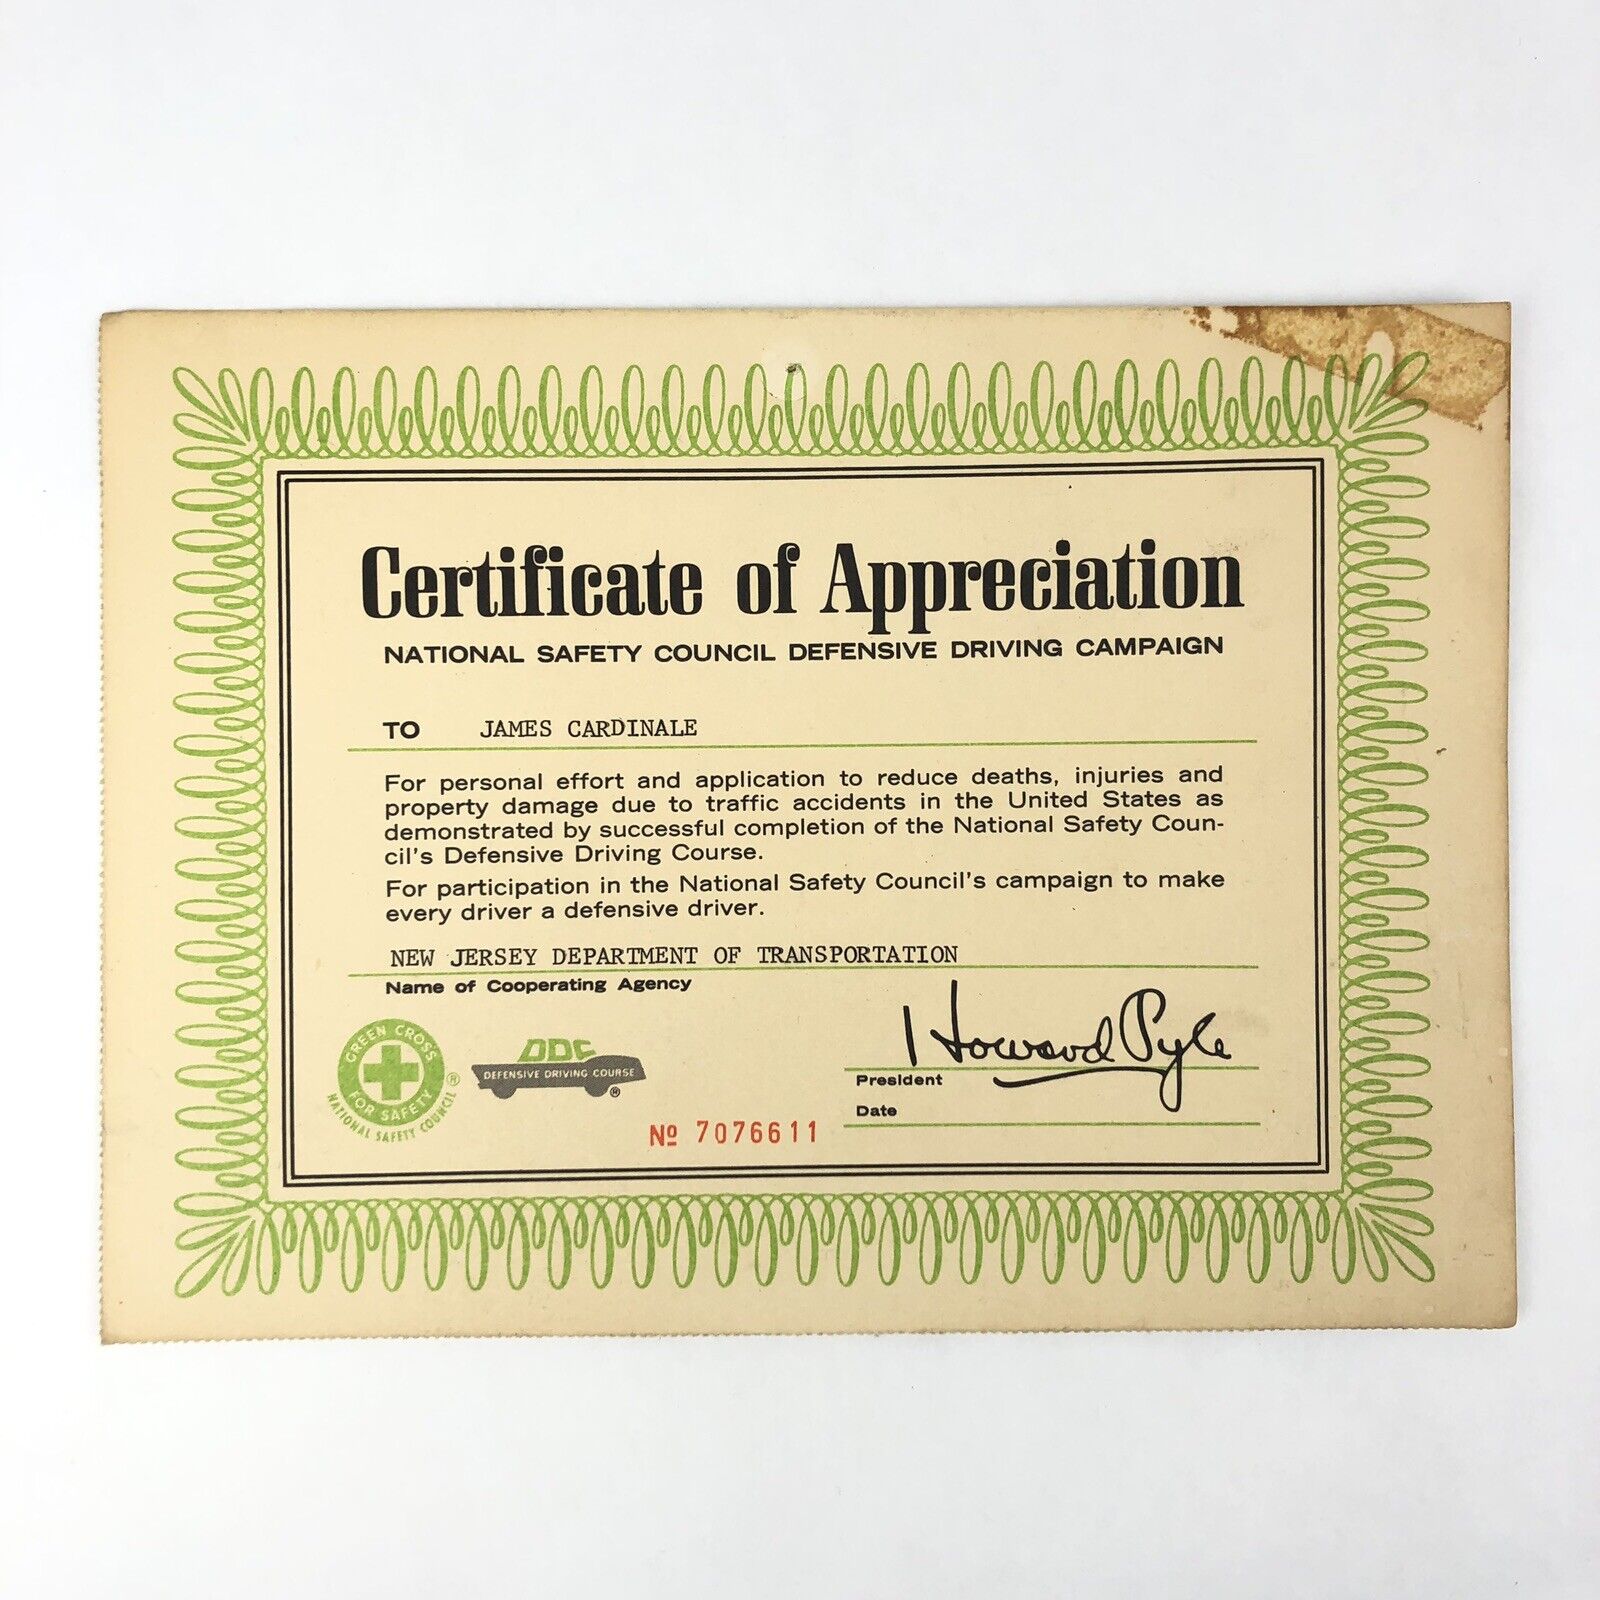 Certificate of Appreciation
NATIONAL SAFETY COUNCIL DEFENSIVE DRIVING CAMPAIGN
TO JAMES CARDINALE
For personal effort and application to reduce deaths, injuries and
property damage due to traffic accidents in the United States as
demonstrated by successful completion of the National Safety Coun-
cil's Defensive Driving Course.
For participation in the National Safety Council's campaign to make
every driver a defensive driver.
NEW JERSEY DEPARTMENT OF TRANSPORTATION
Name of Cooperating Agency
GREEN CROSS
FOR SAFETY
NATIONAL SAFETY COUNCIL ®
DDC
DEFENSIVE DRIVING COURSE ®
Howard Pyle
President
Date
Nº 7076611